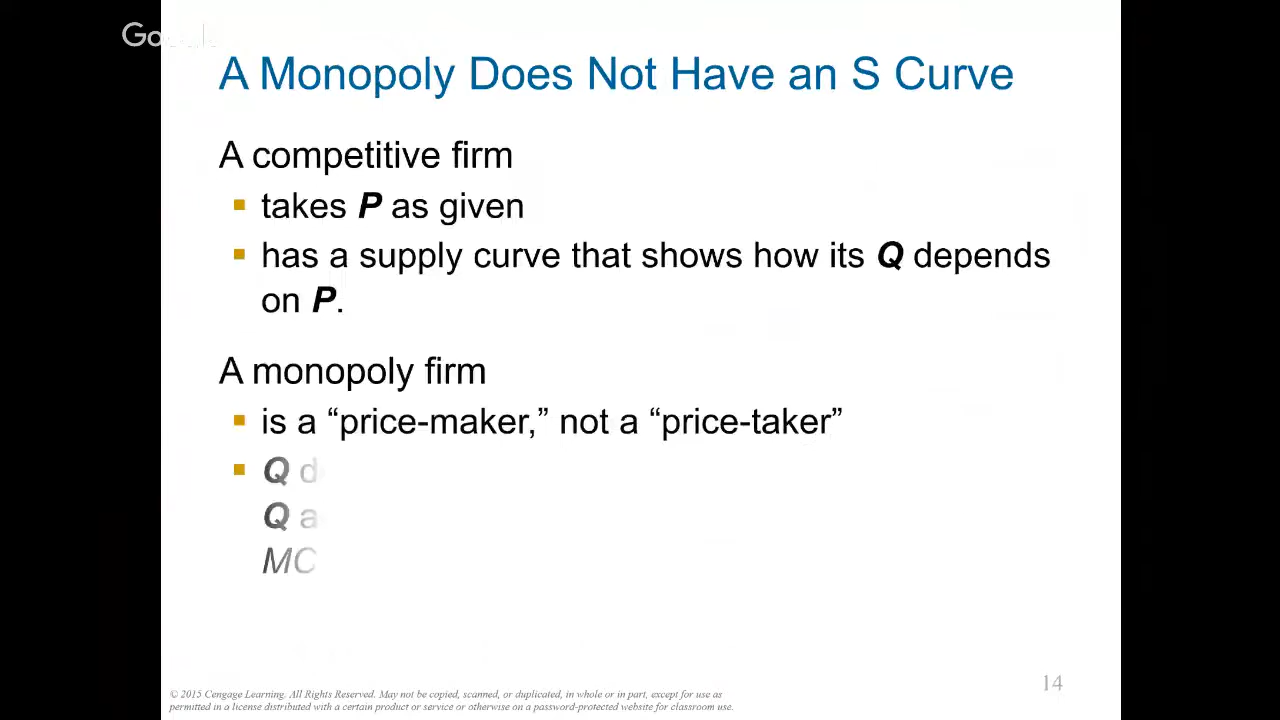 A Monopoly Does Not Have an S Curve
A competitive firm
takes P as given
has a supply curve that shows how its Q depends
on P.
A monopoly firm
is a “price-maker,” not a “price-taker”
Q d
Q a
MC
14
© 2015 Cengage Learning. All Rights Reserved. May not be copied, scanned, or duplicated, in whole or in part, except for use as
permitted in a license distributed with a certain product or service or otherwise on a password-protected website for classroom use.